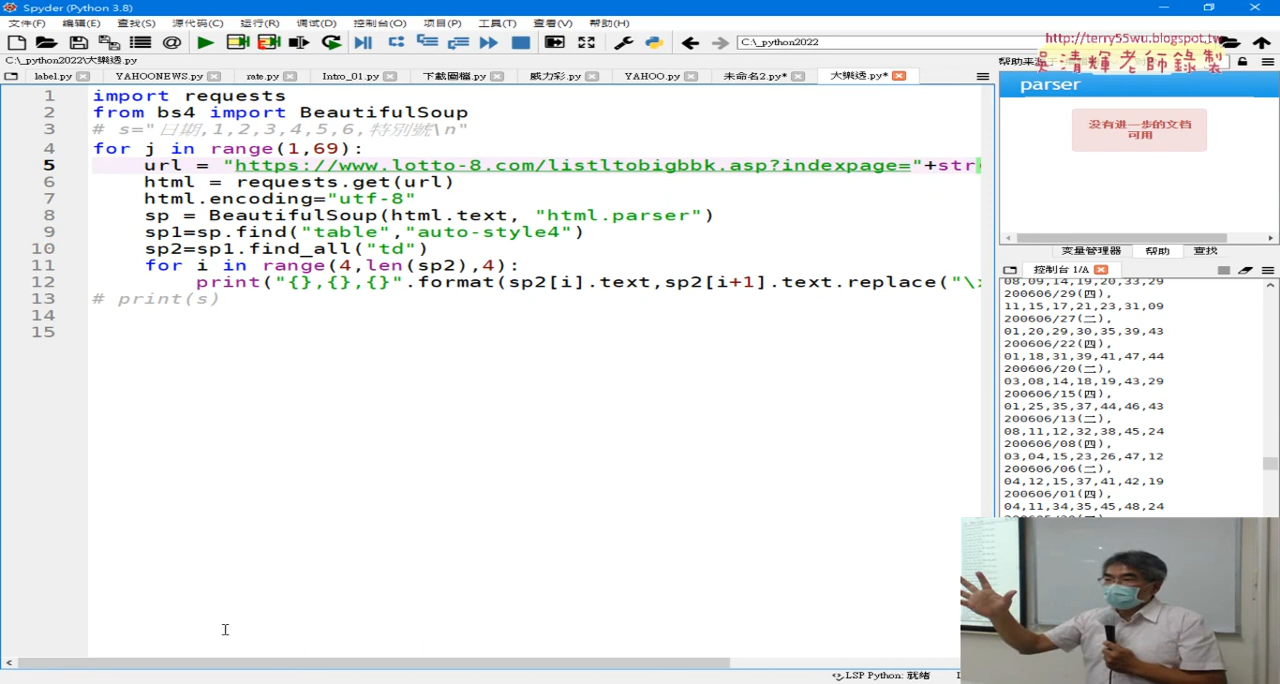 Spyder (Python 3.8)
文件(F) 编辑(E) 查找(S) 源代码(C) 运行(R) 调试(D) 控制台(O) 项目(P) 工具(T) 查看(V) 帮助(H)
C:\_python2022
http://terry55wu.blogspot.tw
C:\_python2022\大樂透.py
帮助来源
吳清輝老師錄製
label.py YAHOONEWS.py rate.py Intro_01.py 下載圖檔.py 威力彩.py YAHOO.py 未命名2.py* 大樂透.py*
parser
没有进一步的文档
可用
1 import requests
2 from bs4 import BeautifulSoup
3 # s="日期,1,2,3,4,5,6,特別號\n"
4 for j in range(1,69):
5 url = "https://www.lotto-8.com/listltobigbbk.asp?indexpage="+str
6 html = requests.get(url)
7 html.encoding="utf-8"
8 sp = BeautifulSoup(html.text, "html.parser")
9 sp1=sp.find("table","auto-style4")
10 sp2=sp1.find_all("td")
11 for i in range(4,len(sp2),4):
12 print("{},{},{}".format(sp2[i].text,sp2[i+1].text.replace("\x
13 # print(s)
14
15
变量管理器 帮助 查找
控制台 1/A
08,09,14,19,20,33,29
200606/29(四),
11,15,17,21,23,31,09
200606/27(二),
01,20,29,30,35,39,43
200606/22(四),
01,18,31,39,41,47,44
200606/20(二),
03,08,14,18,19,43,29
200606/15(四),
01,25,35,37,44,46,43
200606/13(二),
08,11,12,32,38,45,24
200606/08(四),
03,04,15,23,26,47,12
200606/06(二),
04,12,15,37,41,42,19
200606/01(四),
04,11,34,35,45,48,24
LSP Python: 就绪